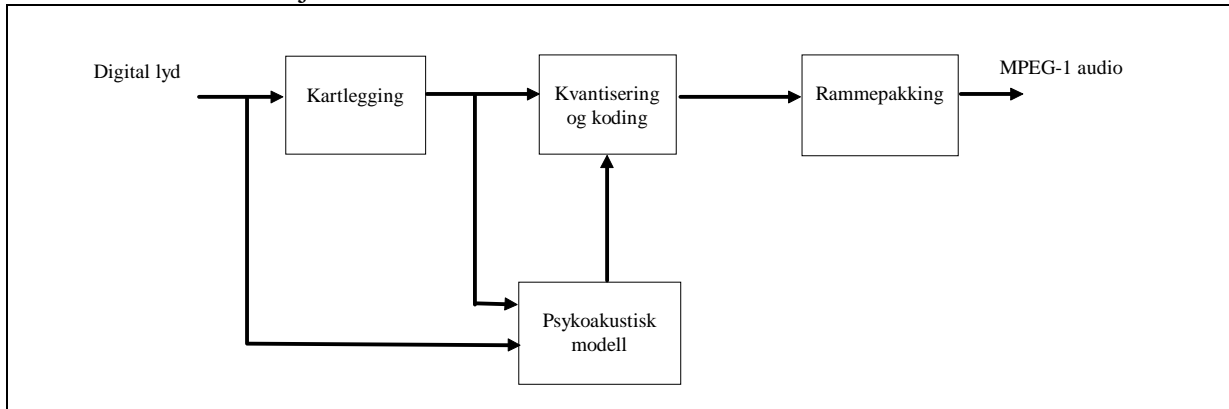 Digital lyd
Kartlegging
Kvantisering
og koding
Rammepakking
MPEG-1 audio
Psykoakustisk
modell